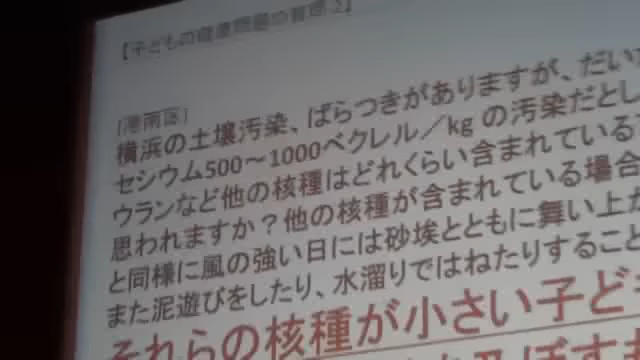 【子どもの健康問題の質問2】
[港南区]
横浜の土壌汚染、ばらつきがありますが、だい
セシウム500～1000ベクレル／kg の汚染だとし
ウランなど他の核種はどれくらい含まれている
思われますか？他の核種が含まれている場合
と同様に風の強い日には砂埃とともに舞い上が
また泥遊びをしたり、水溜りではねたりすること
それらの核種が小さい子ども